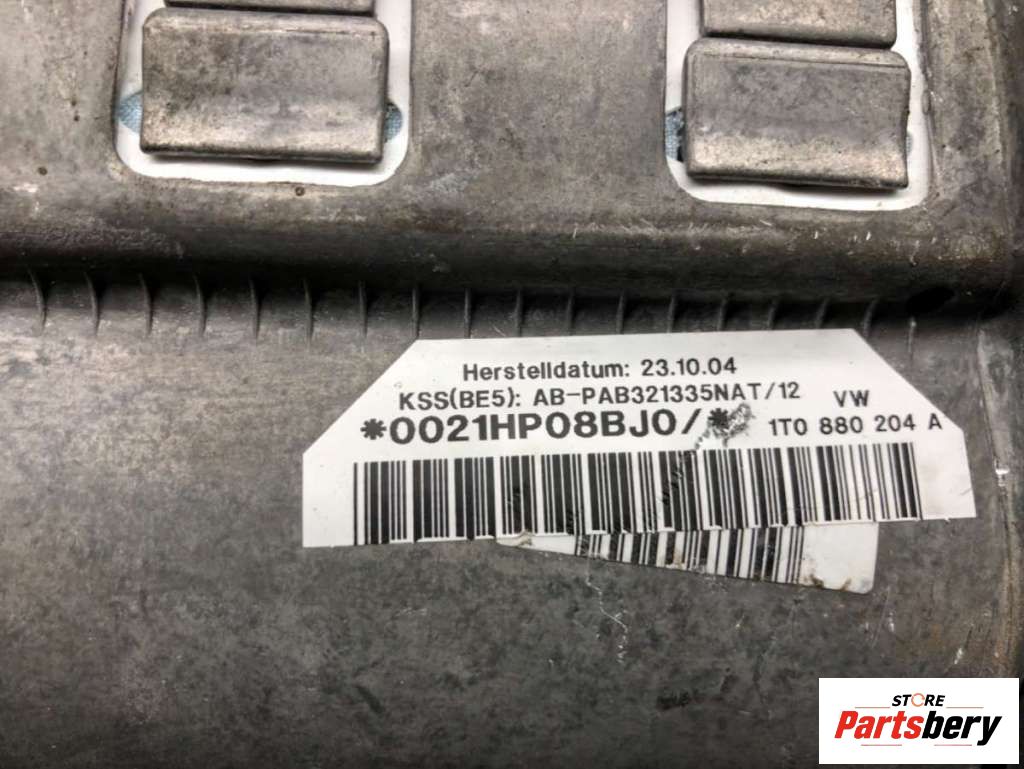 Herstelldatum: 23.10.04
KSS(BE5): AB-PAB321335NAT/12 VW
*0021HP08BJ0/* 1T0 880 204 A
STORE
Partsbery